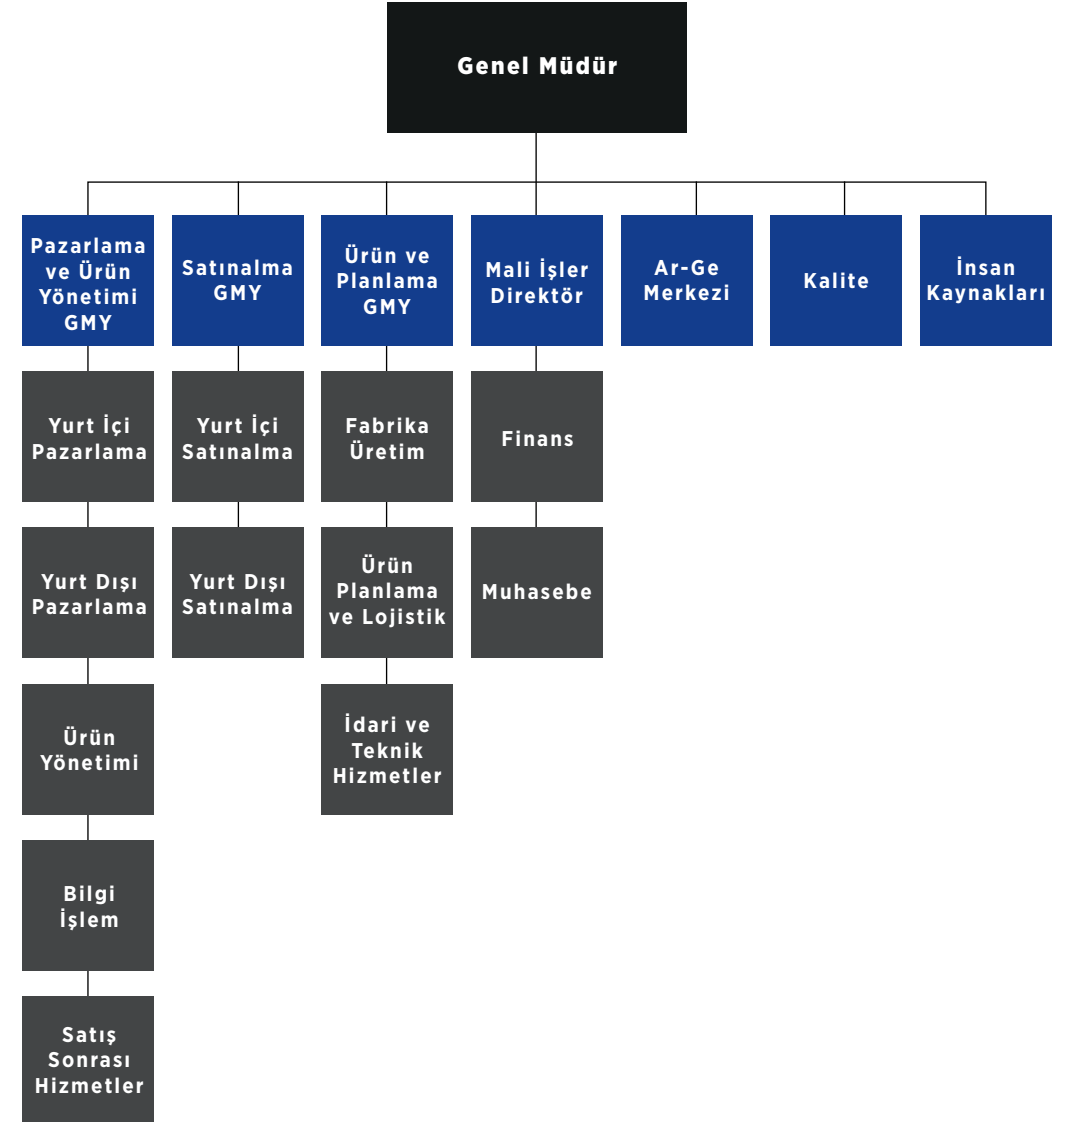 Genel Müdür
Pazarlama
ve Ürün
Yönetimi
GMY
Satınalma
GMY
Ürün ve
Planlama
GMY
Mali İşler
Direktör
Ar-Ge
Merkezi
Kalite
İnsan
Kaynakları
Yurt İçi
Pazarlama
Yurt İçi
Satınalma
Fabrika
Üretim
Finans
Yurt Dışı
Pazarlama
Yurt Dışı
Satınalma
Ürün
Planlama
ve Lojistik
Muhasebe
Ürün
Yönetimi
İdari ve
Teknik
Hizmetler
Bilgi
İşlem
Satış
Sonrası
Hizmetler